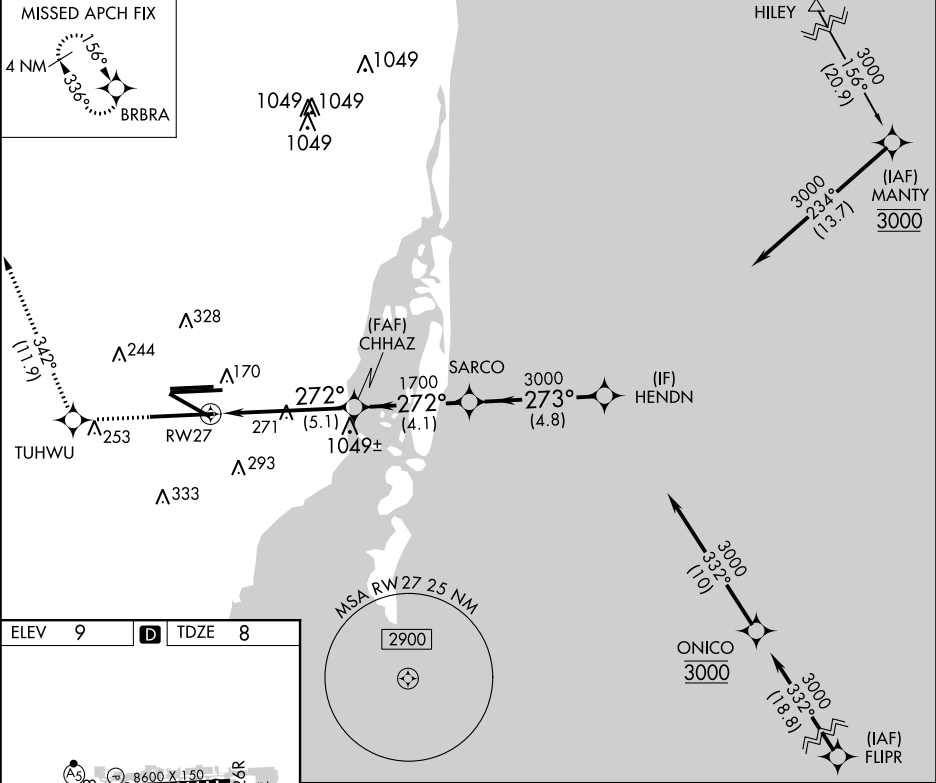 MISSED APCH FIX
4 NM
156°
336°
BRBRA
1049
1049
1049
1049
HILEY
3000
156°
(20.9)
(IAF)
MANTY
3000
3000
234°
(13.7)
342°
(11.9)
328
244
170
(FAF)
CHHAZ
SARCO
(IF)
HENDN
272°
(5.1)
1700
272°
(4.1)
3000
273°
(4.8)
TUHWU
253
RW27
271
1049±
293
333
MSA RW27 25 NM
2900
3000
332°
(10)
ONICO
3000
3000
332°
(18.8)
(IAF)
FLIPR
ELEV 9
D
TDZE 8
A5
P
8600 X 150
26R